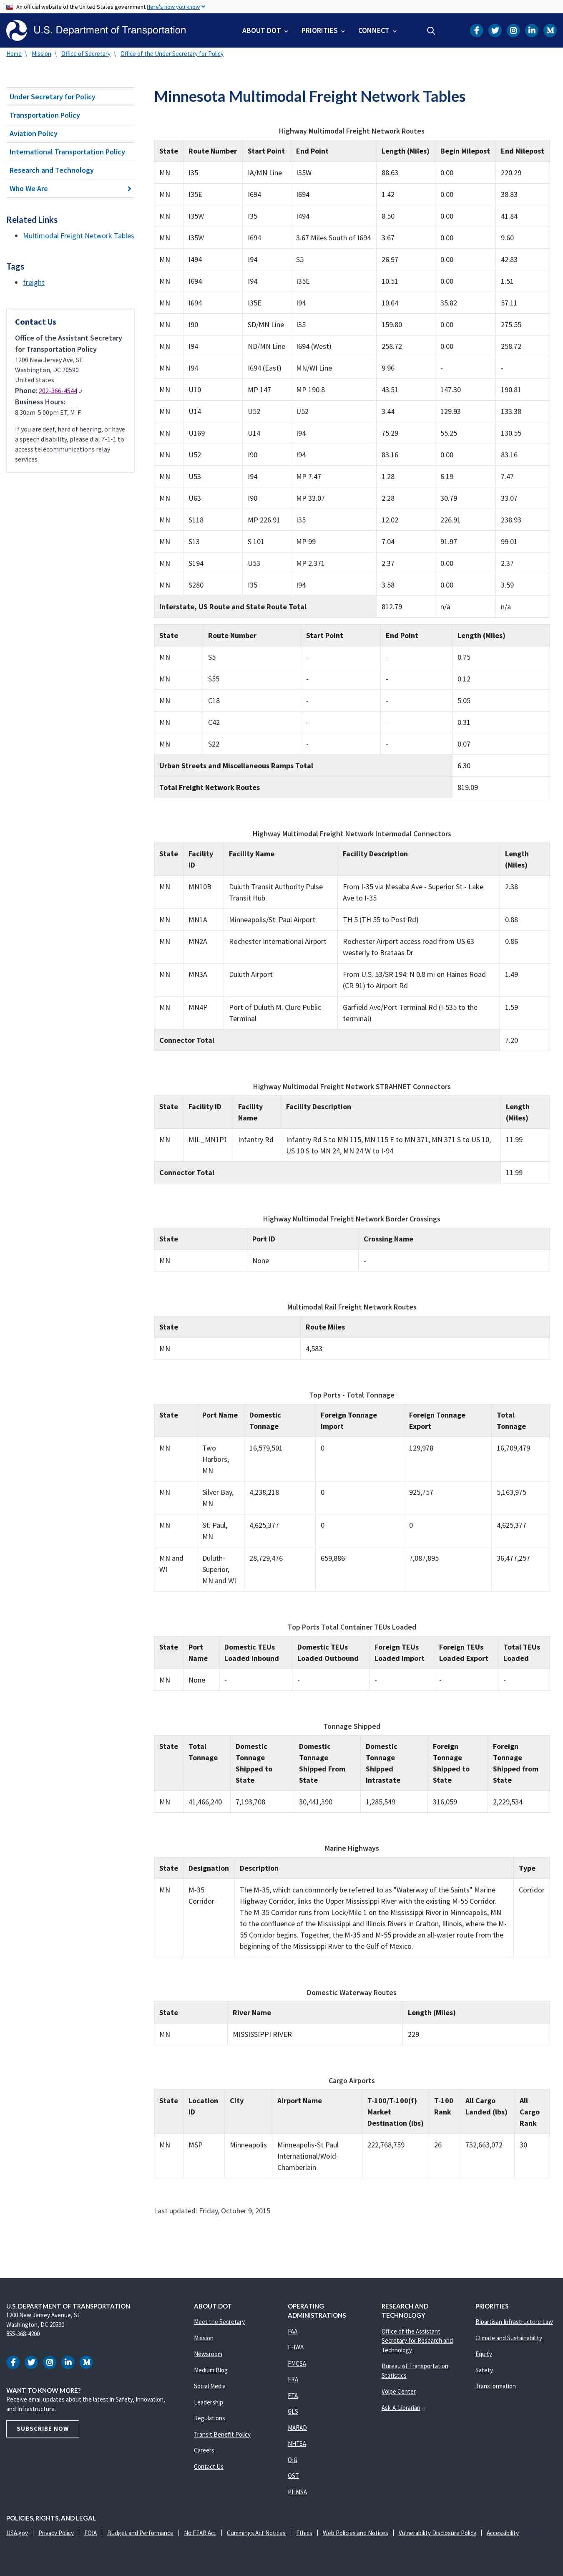 An official website of the United States government Here's how you know
U.S. Department of Transportation
ABOUT DOT
PRIORITIES
CONNECT
Home \ Mission \ Office of Secretary \ Office of the Under Secretary for Policy
Under Secretary for Policy
Transportation Policy
Aviation Policy
International Transportation Policy
Research and Technology
Who We Are
Related Links
Multimodal Freight Network Tables
Tags
freight
Contact Us
Office of the Assistant Secretary
for Transportation Policy
1200 New Jersey Ave, SE
Washington, DC 20590
United States
Phone: 202-366-4544
Business Hours:
8:30am-5:00pm ET, M-F
If you are deaf, hard of hearing, or have
a speech disability, please dial 7-1-1 to
access telecommunications relay
services.
Minnesota Multimodal Freight Network Tables
Highway Multimodal Freight Network Routes
State Route Number Start Point End Point Length (Miles) Begin Milepost End Milepost
MN I35 IA/MN Line I35W 88.63 0.00 220.29
MN I35E I694 I694 1.42 0.00 38.83
MN I35W I35 I494 8.50 0.00 41.84
MN I35W I694 3.67 Miles South of I694 3.67 0.00 9.60
MN I494 I94 S5 26.97 0.00 42.83
MN I694 I94 I35E 10.51 0.00 1.51
MN I694 I35E I94 10.64 35.82 57.11
MN I90 SD/MN Line I35 159.80 0.00 275.55
MN I94 ND/MN Line I694 (West) 258.72 0.00 258.72
MN I94 I694 (East) MN/WI Line 9.96 - -
MN U10 MP 147 MP 190.8 43.51 147.30 190.81
MN U14 U52 U52 3.44 129.93 133.38
MN U169 U14 I94 75.29 55.25 130.55
MN U52 I90 I94 83.16 0.00 83.16
MN U53 I94 MP 7.47 1.28 6.19 7.47
MN U63 I90 MP 33.07 2.28 30.79 33.07
MN S118 MP 226.91 I35 12.02 226.91 238.93
MN S13 S 101 MP 99 7.04 91.97 99.01
MN S194 U53 MP 2.371 2.37 0.00 2.37
MN S280 I35 I94 3.58 0.00 3.59
Interstate, US Route and State Route Total 812.79 n/a n/a
State Route Number Start Point End Point Length (Miles)
MN S5 - - 0.75
MN S55 - - 0.12
MN C18 - - 5.05
MN C42 - - 0.31
MN S22 - - 0.07
Urban Streets and Miscellaneous Ramps Total 6.30
Total Freight Network Routes 819.09
Highway Multimodal Freight Network Intermodal Connectors
State Facility ID Facility Name Facility Description Length (Miles)
MN MN10B Duluth Transit Authority Pulse Transit Hub From I-35 via Mesaba Ave - Superior St - Lake Ave to I-35 2.38
MN MN1A Minneapolis/St. Paul Airport TH 5 (TH 55 to Post Rd) 0.88
MN MN2A Rochester International Airport Rochester Airport access road from US 63 westerly to Brataas Dr 0.86
MN MN3A Duluth Airport From U.S. 53/SR 194: N 0.8 mi on Haines Road (CR 91) to Airport Rd 1.49
MN MN4P Port of Duluth M. Clure Public Terminal Garfield Ave/Port Terminal Rd (I-535 to the terminal) 1.59
Connector Total 7.20
Highway Multimodal Freight Network STRAHNET Connectors
State Facility ID Facility Name Facility Description Length (Miles)
MN MIL_MN1P1 Infantry Rd Infantry Rd S to MN 115, MN 115 E to MN 371, MN 371 S to US 10, US 10 S to MN 24, MN 24 W to I-94 11.99
Connector Total 11.99
Highway Multimodal Freight Network Border Crossings
State Port ID Crossing Name
MN None -
Multimodal Rail Freight Network Routes
State Route Miles
MN 4,583
Top Ports - Total Tonnage
State Port Name Domestic Tonnage Foreign Tonnage Import Foreign Tonnage Export Total Tonnage
MN Two Harbors, MN 16,579,501 0 129,978 16,709,479
MN Silver Bay, MN 4,238,218 0 925,757 5,163,975
MN St. Paul, MN 4,625,377 0 0 4,625,377
MN and WI Duluth-Superior, MN and WI 28,729,476 659,886 7,087,895 36,477,257
Top Ports Total Container TEUs Loaded
State Port Name Domestic TEUs Loaded Inbound Domestic TEUs Loaded Outbound Foreign TEUs Loaded Import Foreign TEUs Loaded Export Total TEUs Loaded
MN None - - - - -
Tonnage Shipped
State Total Tonnage Domestic Tonnage Shipped to State Domestic Tonnage Shipped From State Domestic Tonnage Shipped Intrastate Foreign Tonnage Shipped to State Foreign Tonnage Shipped from State
MN 41,466,240 7,193,708 30,441,390 1,285,549 316,059 2,229,534
Marine Highways
State Designation Description Type
MN M-35 Corridor The M-35, which can commonly be referred to as "Waterway of the Saints" Marine Corridor
Highway Corridor, links the Upper Mississippi River with the existing M-55 Corridor.
The M-35 Corridor runs from Lock/Mile 1 on the Mississippi River in Minneapolis, MN
to the confluence of the Mississippi and Illinois Rivers in Grafton, Illinois, where the M-
55 Corridor begins. Together, the M-35 and M-55 provide an all-water route from the
beginning of the Mississippi River to the Gulf of Mexico.
Domestic Waterway Routes
State River Name Length (Miles)
MN MISSISSIPPI RIVER 229
Cargo Airports
State Location ID City Airport Name T-100/T-100(f) Market Destination (lbs) T-100 Rank All Cargo Landed (lbs) All Cargo Rank
MN MSP Minneapolis Minneapolis-St Paul International/Wold-Chamberlain 222,768,759 26 732,663,072 30
Last updated: Friday, October 9, 2015
U.S. DEPARTMENT OF TRANSPORTATION
1200 New Jersey Avenue, SE
Washington, DC 20590
855-368-4200
WANT TO KNOW MORE?
Receive email updates about the latest in Safety, Innovation,
and Infrastructure.
SUBSCRIBE NOW
ABOUT DOT
Meet the Secretary
Mission
Newsroom
Medium Blog
Social Media
Leadership
Regulations
Transit Benefit Policy
Careers
Contact Us
OPERATING
ADMINISTRATIONS
FAA
FHWA
FMCSA
FRA
FTA
GLS
MARAD
NHTSA
OIG
OST
PHMSA
RESEARCH AND
TECHNOLOGY
Office of the Assistant
Secretary for Research and
Technology
Bureau of Transportation
Statistics
Volpe Center
Ask-A-Librarian
PRIORITIES
Bipartisan Infrastructure Law
Climate and Sustainability
Equity
Safety
Transformation
POLICIES, RIGHTS, AND LEGAL
USA.gov | Privacy Policy | FOIA | Budget and Performance | No FEAR Act | Cummings Act Notices | Ethics | Web Policies and Notices | Vulnerability Disclosure Policy | Accessibility